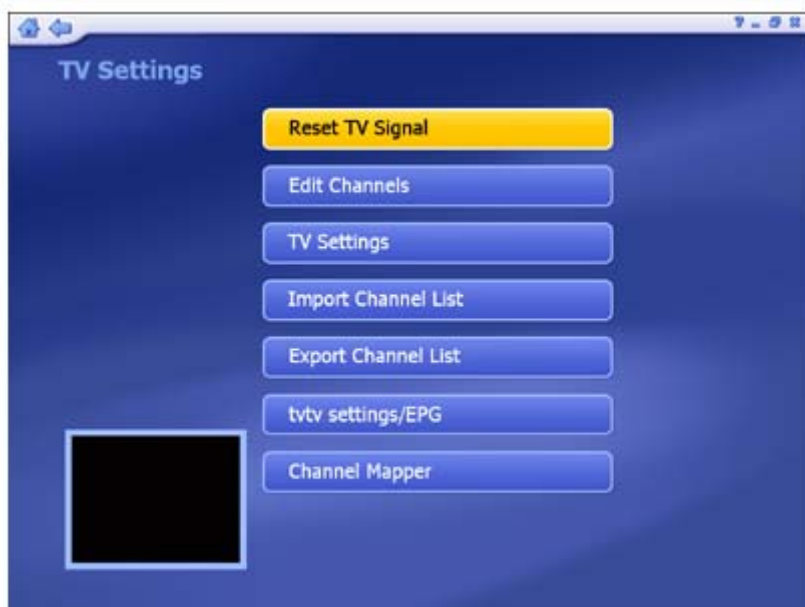 ?
TV Settings
Reset TV Signal
Edit Channels
TV Settings
Import Channel List
Export Channel List
tvtv settings/EPG
Channel Mapper